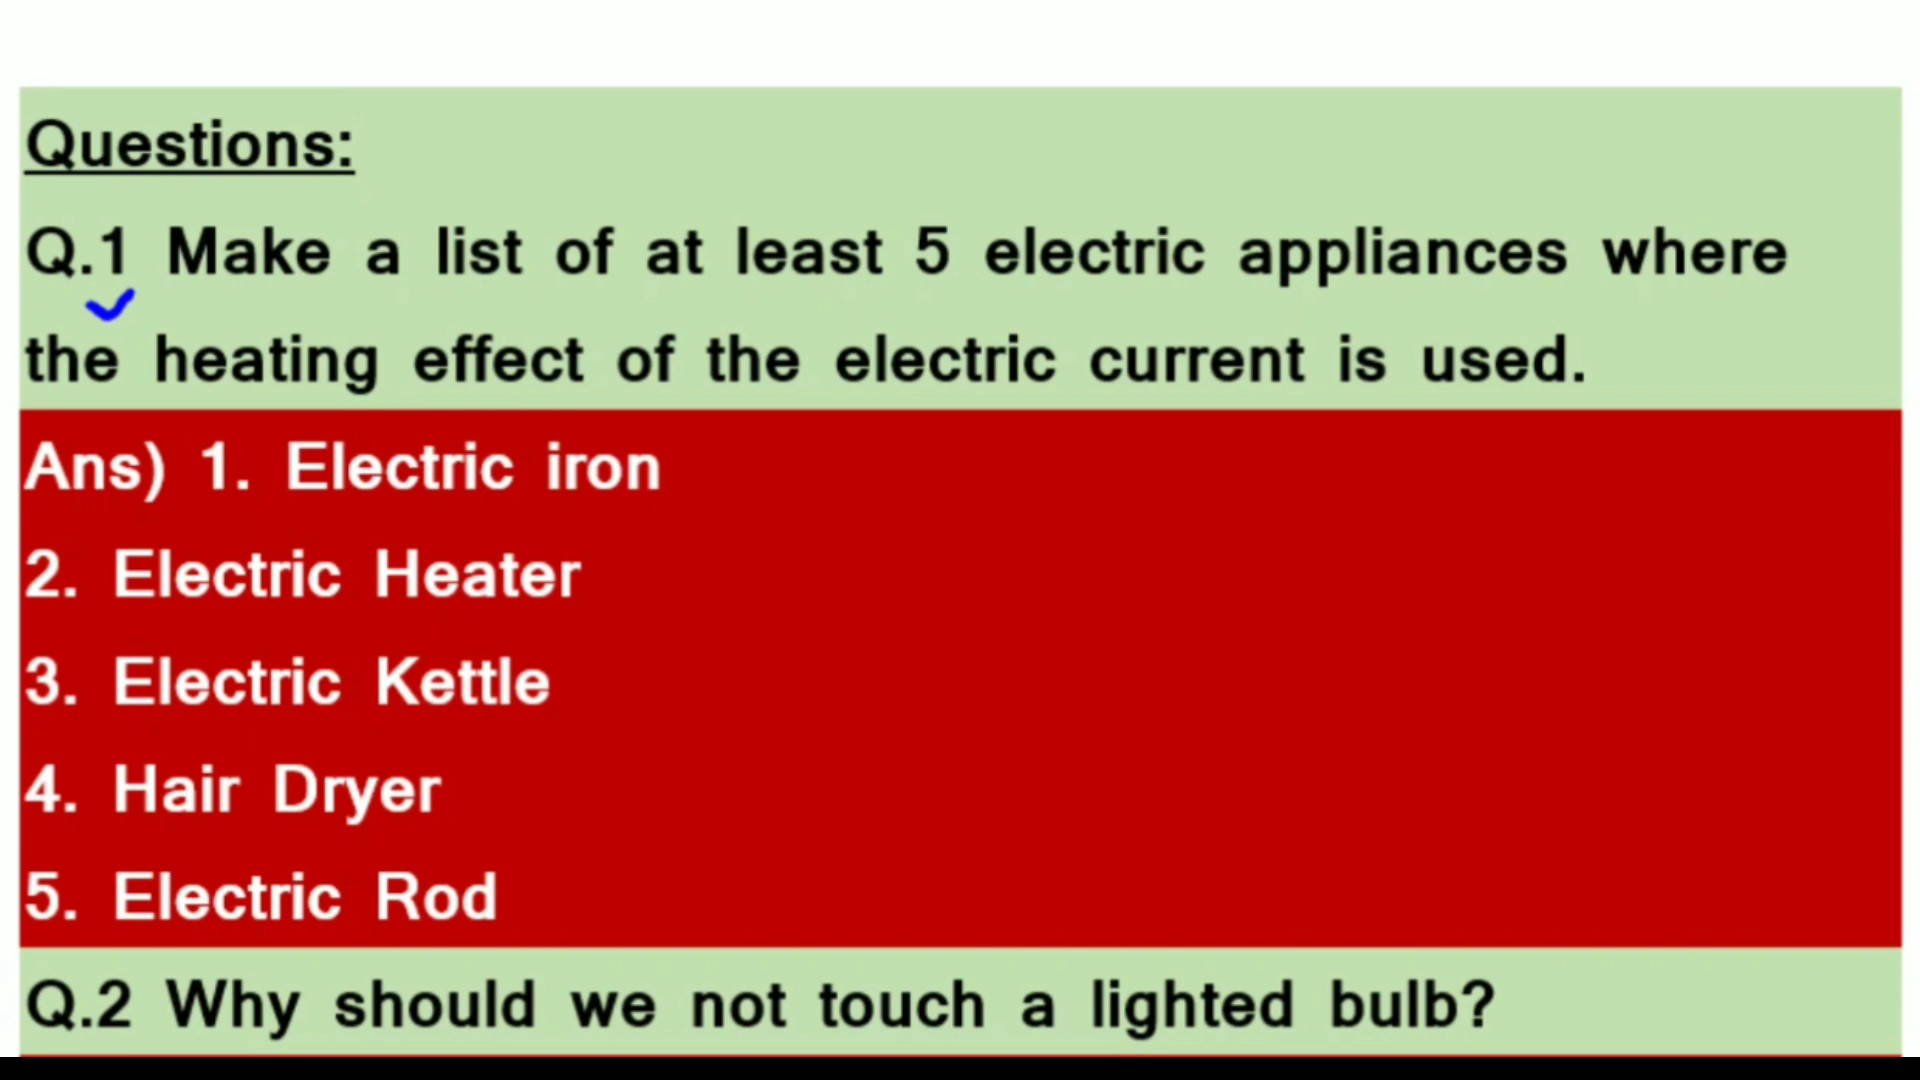 Questions:
Q.1 Make a list of at least 5 electric appliances where
the heating effect of the electric current is used.
Ans) 1. Electric iron
2. Electric Heater
3. Electric Kettle
4. Hair Dryer
5. Electric Rod
Q.2 Why should we not touch a lighted bulb?